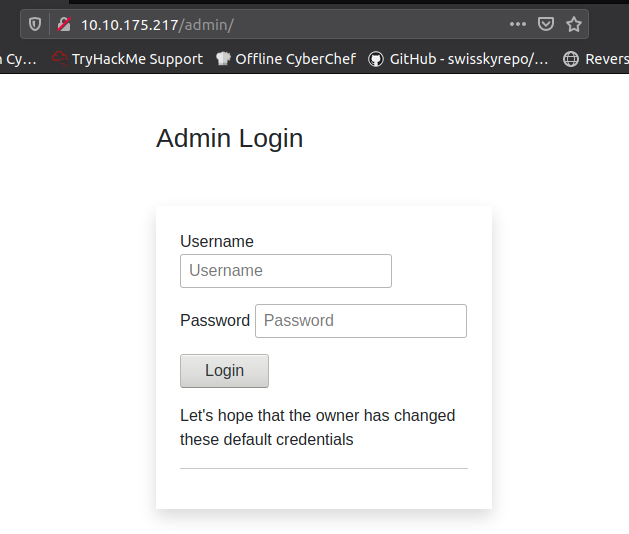 10.10.175.217/admin/
n Cy… TryHackMe Support Offline CyberChef GitHub - swisskyrepo/… Revers
Admin Login
Username
Username
Password Password
Login
Let's hope that the owner has changed
these default credentials